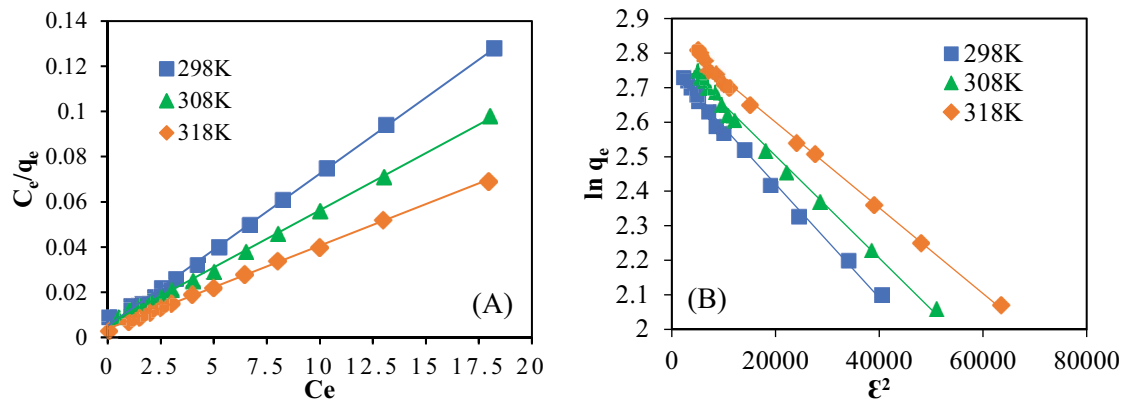 0.14
0.12
0.1
0.08
0.06
0.04
0.02
0
Cₑ/qₑ
298K
308K
318K
(A)
0 2.5 5 7.5 10 12.5 15 17.5 20
Ce
2.9
2.8
2.7
2.6
2.5
2.4
2.3
2.2
2.1
2
ln qₑ
298K
308K
318K
(B)
0 20000 40000 60000 80000
Ɛ²